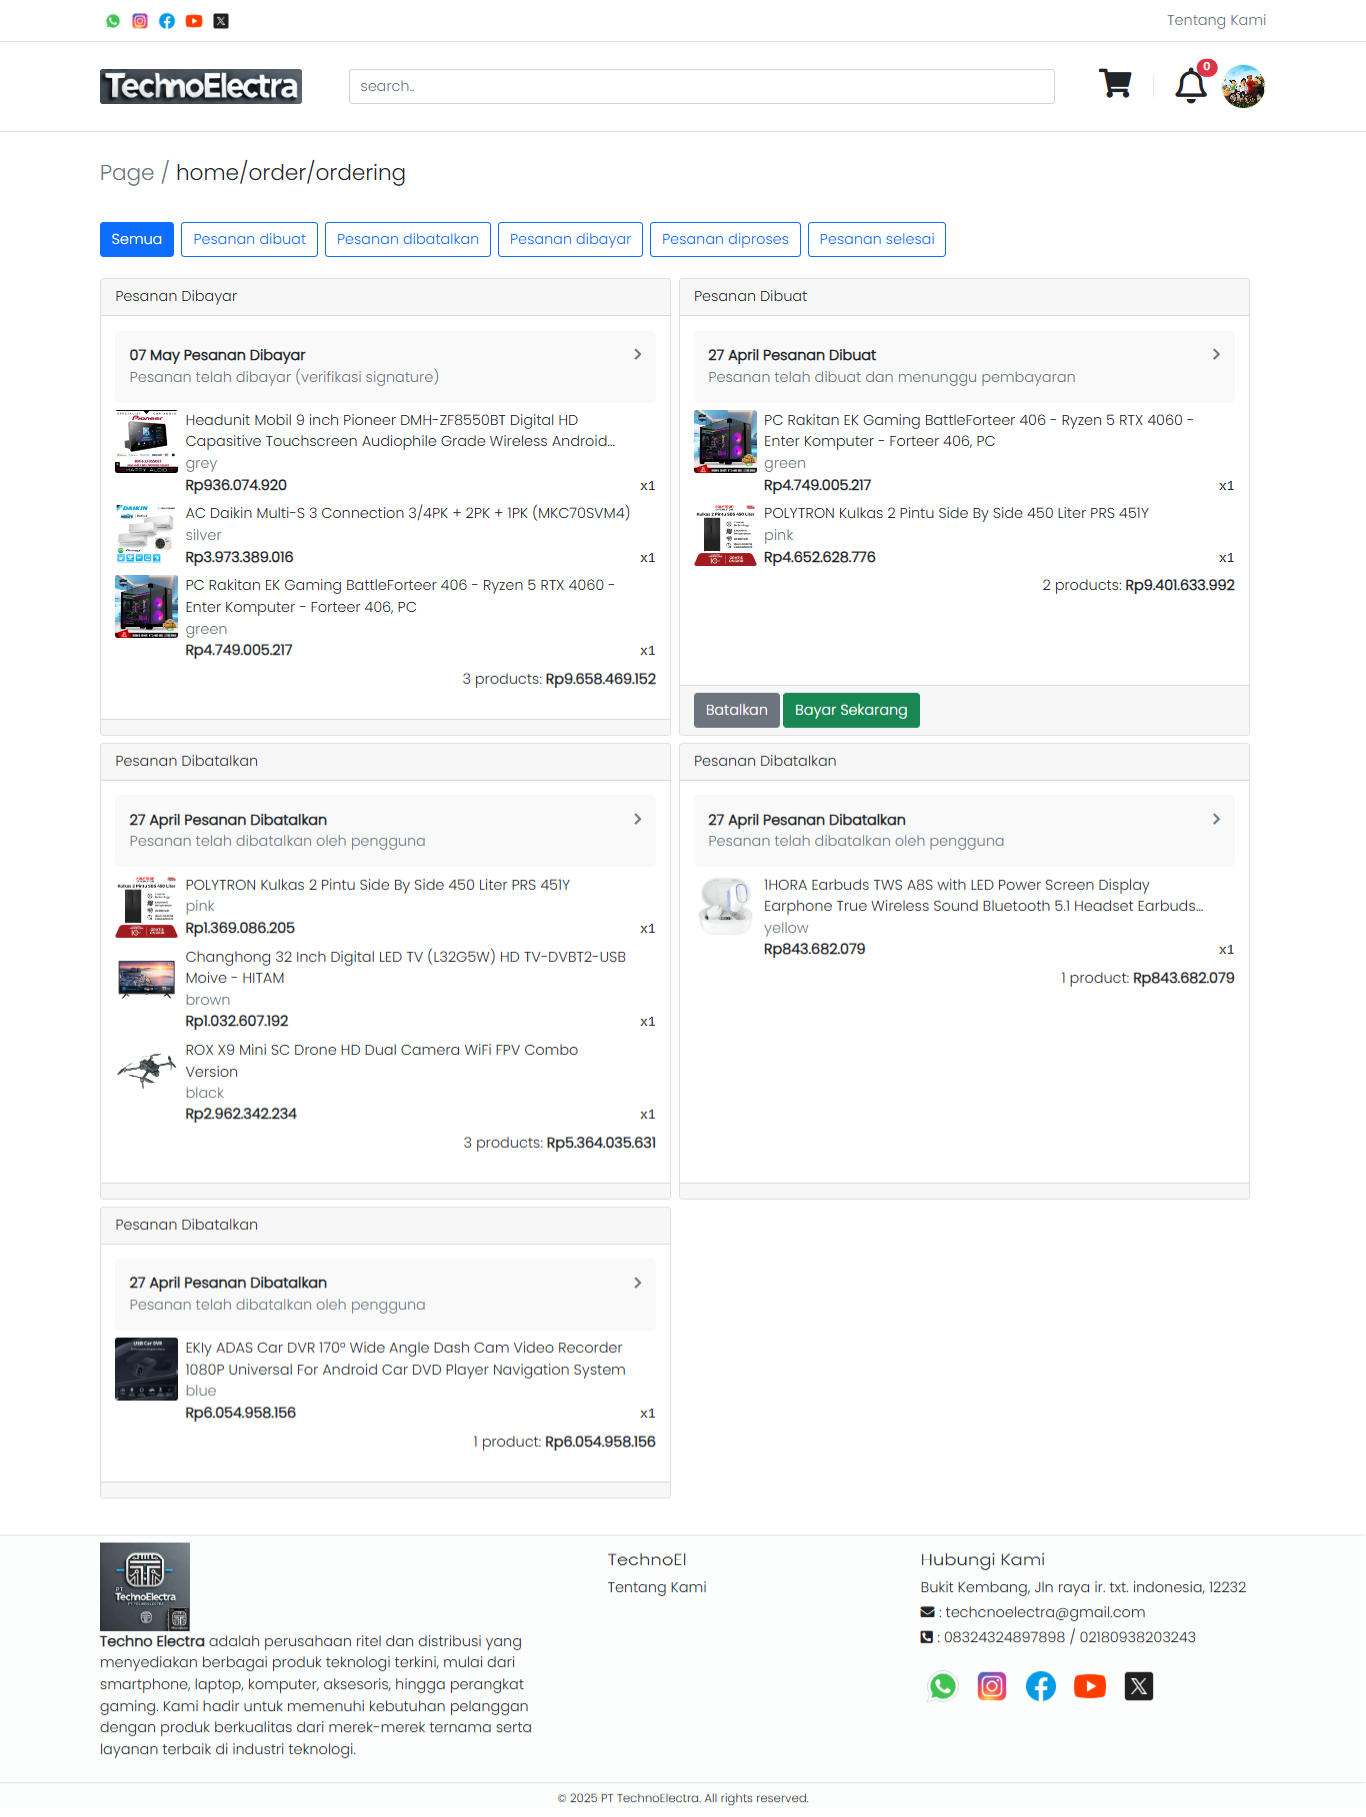 Tentang Kami
TechnoElectra
search..
0
Page / home/order/ordering
Semua
Pesanan dibuat
Pesanan dibatalkan
Pesanan dibayar
Pesanan diproses
Pesanan selesai
Pesanan Dibayar
07 May Pesanan Dibayar
Pesanan telah dibayar (verifikasi signature)
Headunit Mobil 9 inch Pioneer DMH-ZF8550BT Digital HD
Capasitive Touchscreen Audiophile Grade Wireless Android...
grey
Rp936.074.920
x1
AC Daikin Multi-S 3 Connection 3/4PK + 2PK + 1PK (MKC70SVM4)
silver
Rp3.973.389.016
x1
PC Rakitan EK Gaming BattleForteer 406 - Ryzen 5 RTX 4060 -
Enter Komputer - Forteer 406, PC
green
Rp4.749.005.217
x1
3 products: Rp9.658.469.152
Pesanan Dibuat
27 April Pesanan Dibuat
Pesanan telah dibuat dan menunggu pembayaran
PC Rakitan EK Gaming BattleForteer 406 - Ryzen 5 RTX 4060 -
Enter Komputer - Forteer 406, PC
green
Rp4.749.005.217
x1
POLYTRON Kulkas 2 Pintu Side By Side 450 Liter PRS 451Y
pink
Rp4.652.628.776
x1
2 products: Rp9.401.633.992
Batalkan
Bayar Sekarang
Pesanan Dibatalkan
27 April Pesanan Dibatalkan
Pesanan telah dibatalkan oleh pengguna
POLYTRON Kulkas 2 Pintu Side By Side 450 Liter PRS 451Y
pink
Rp1.369.086.205
x1
Changhong 32 Inch Digital LED TV (L32G5W) HD TV-DVBT2-USB
Moive - HITAM
brown
Rp1.032.607.192
x1
ROX X9 Mini SC Drone HD Dual Camera WiFi FPV Combo
Version
black
Rp2.962.342.234
x1
3 products: Rp5.364.035.631
Pesanan Dibatalkan
27 April Pesanan Dibatalkan
Pesanan telah dibatalkan oleh pengguna
1HORA Earbuds TWS A8S with LED Power Screen Display
Earphone True Wireless Sound Bluetooth 5.1 Headset Earbuds...
yellow
Rp843.682.079
x1
1 product: Rp843.682.079
Pesanan Dibatalkan
27 April Pesanan Dibatalkan
Pesanan telah dibatalkan oleh pengguna
EKIy ADAS Car DVR 170° Wide Angle Dash Cam Video Recorder
1080P Universal For Android Car DVD Player Navigation System
blue
Rp6.054.958.156
x1
1 product: Rp6.054.958.156
PT
TechnoElectra
Techno Electra adalah perusahaan ritel dan distribusi yang
menyediakan berbagai produk teknologi terkini, mulai dari
smartphone, laptop, komputer, aksesoris, hingga perangkat
gaming. Kami hadir untuk memenuhi kebutuhan pelanggan
dengan produk berkualitas dari merek-merek ternama serta
layanan terbaik di industri teknologi.
TechnoEl
Tentang Kami
Hubungi Kami
Bukit Kembang, Jln raya ir. txt. indonesia, 12232
: techcnoelectra@gmail.com
: 08324324897898 / 02180938203243
© 2025 PT TechnoElectra. All rights reserved.